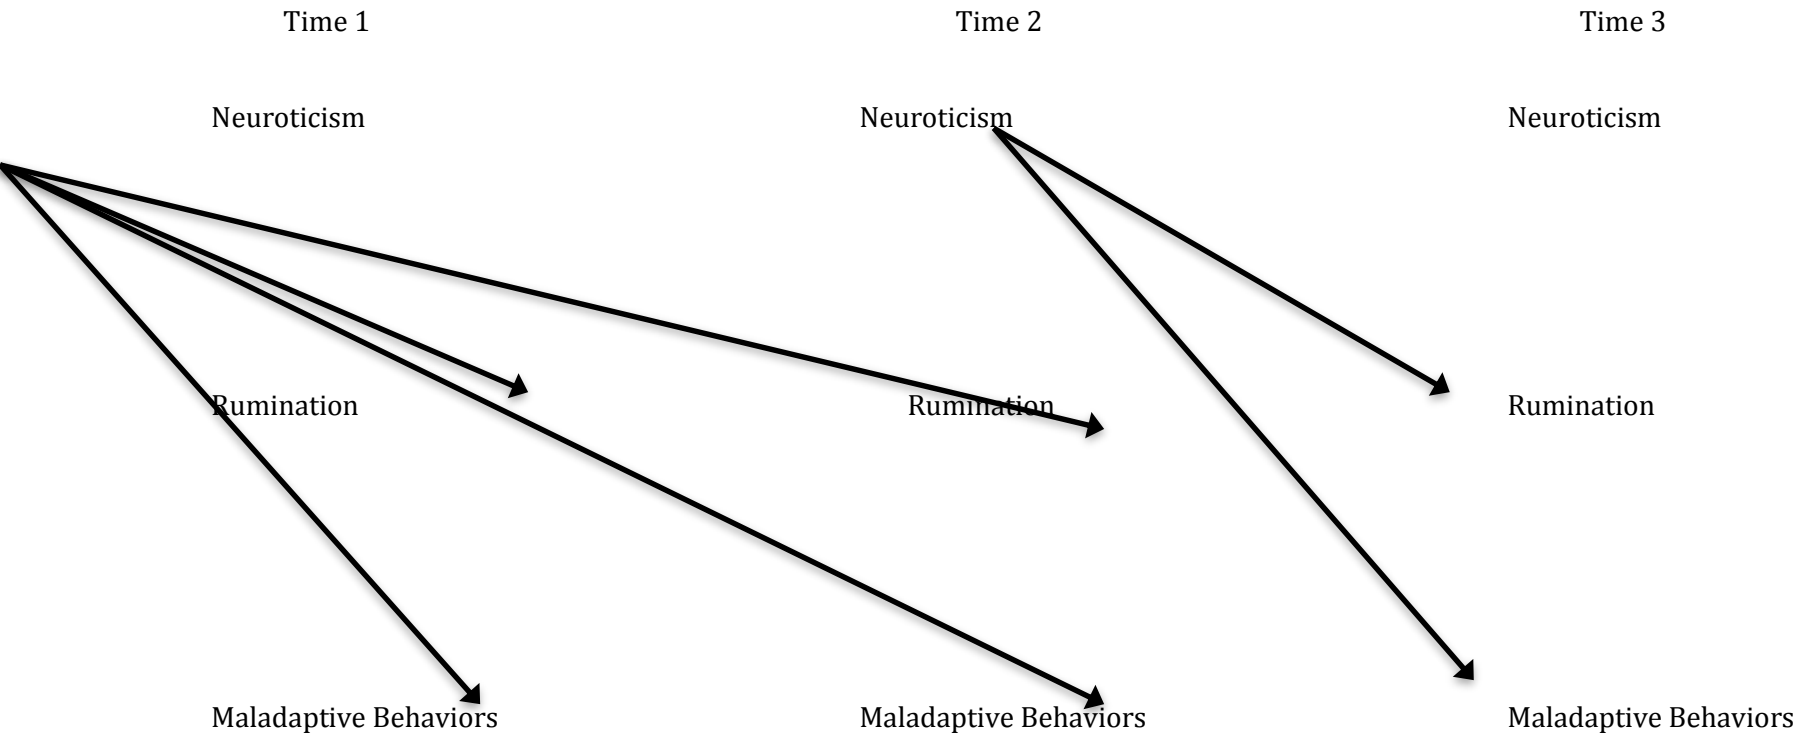 Time 1 Time 2 Time 3
Neuroticism Neuroticism Neuroticism
Rumination Rumination Rumination
Maladaptive Behaviors Maladaptive Behaviors Maladaptive Behaviors